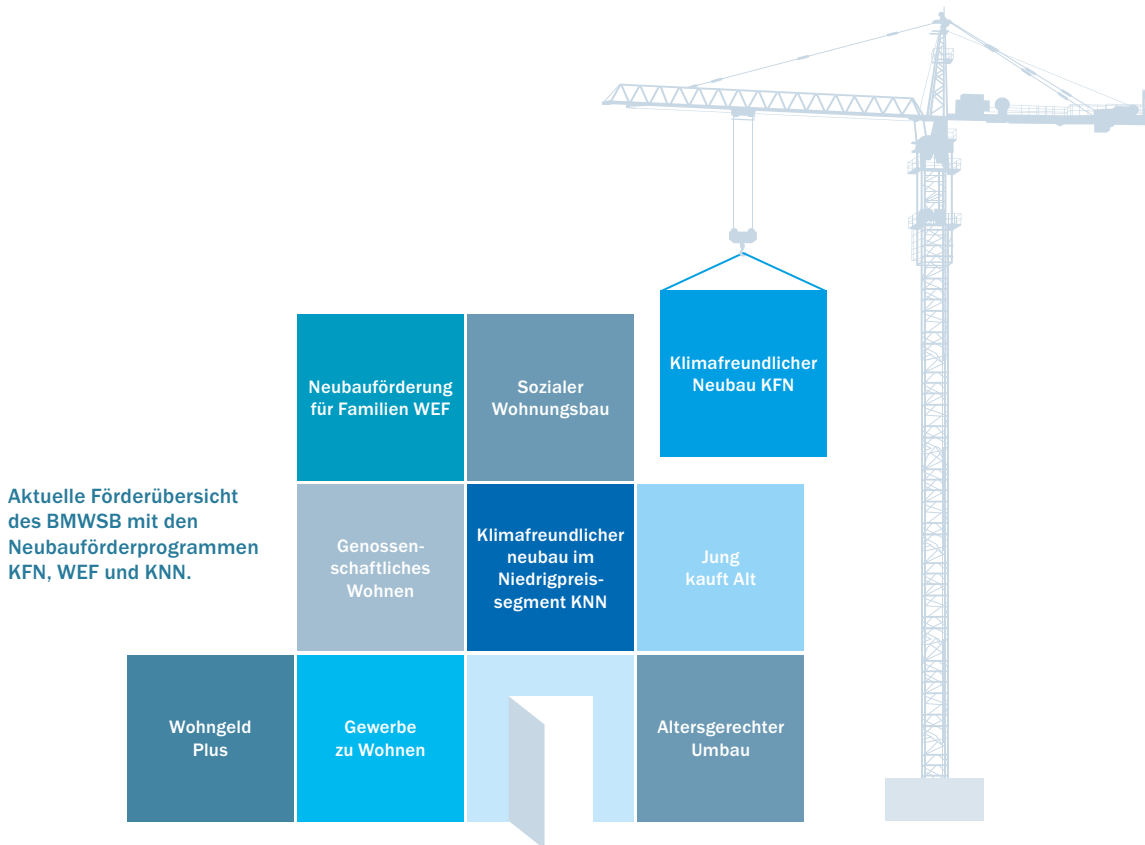 Klimafreundlicher
Neubau KFN
Neubauförderung
für Familien WEF
Sozialer
Wohnungsbau
Aktuelle Förderübersicht
des BMWSB mit den
Neubauförderprogrammen
KFN, WEF und KNN.
Genossen-
schaftliches
Wohnen
Klimafreundlicher
neubau im
Niedrigpreis-
segment KNN
Jung
kauft Alt
Wohngeld
Plus
Gewerbe
zu Wohnen
Altersgerechter
Umbau